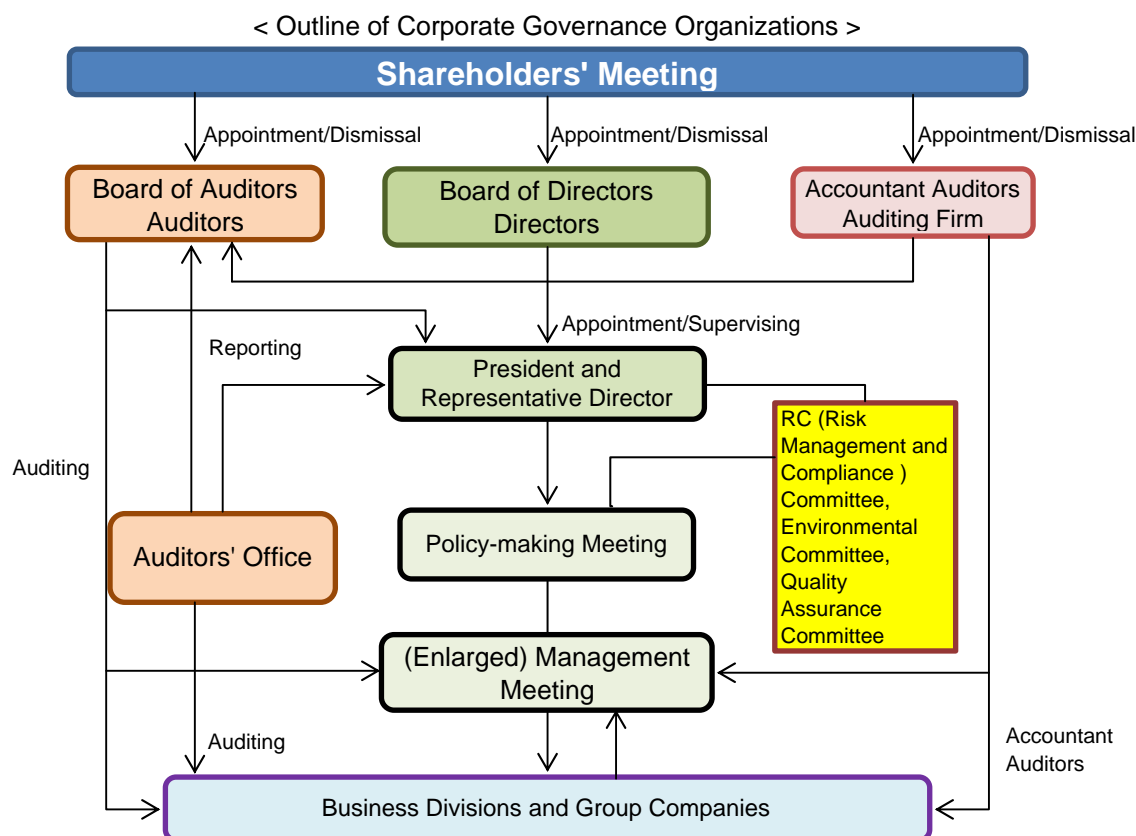 < Outline of Corporate Governance Organizations >
Shareholders' Meeting
Appointment/Dismissal
Appointment/Dismissal
Appointment/Dismissal
Board of Auditors
Auditors
Board of Directors
Directors
Accountant Auditors
Auditing Firm
Appointment/Supervising
Reporting
President and
Representative Director
RC (Risk
Management and
Compliance )
Committee,
Environmental
Committee,
Quality
Assurance
Committee
Auditing
Policy-making Meeting
Auditors' Office
(Enlarged) Management
Meeting
Auditing
Accountant
Auditors
Business Divisions and Group Companies